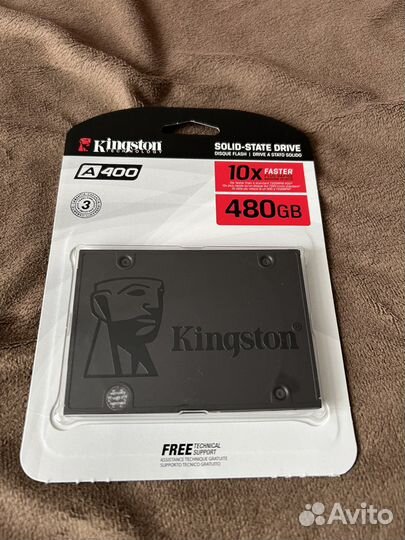 Kingston
TECHNOLOGY
SOLID-STATE DRIVE
DISQUE FLASH | DRIVE A STATO SOLIDO
A400
10x FASTER
480GB
3
Kingston
FREE TECHNICAL SUPPORT
ASSISTANCE TECHNIQUE GRATUITE
SUPPORTO TECNICO GRATUITO
Avito